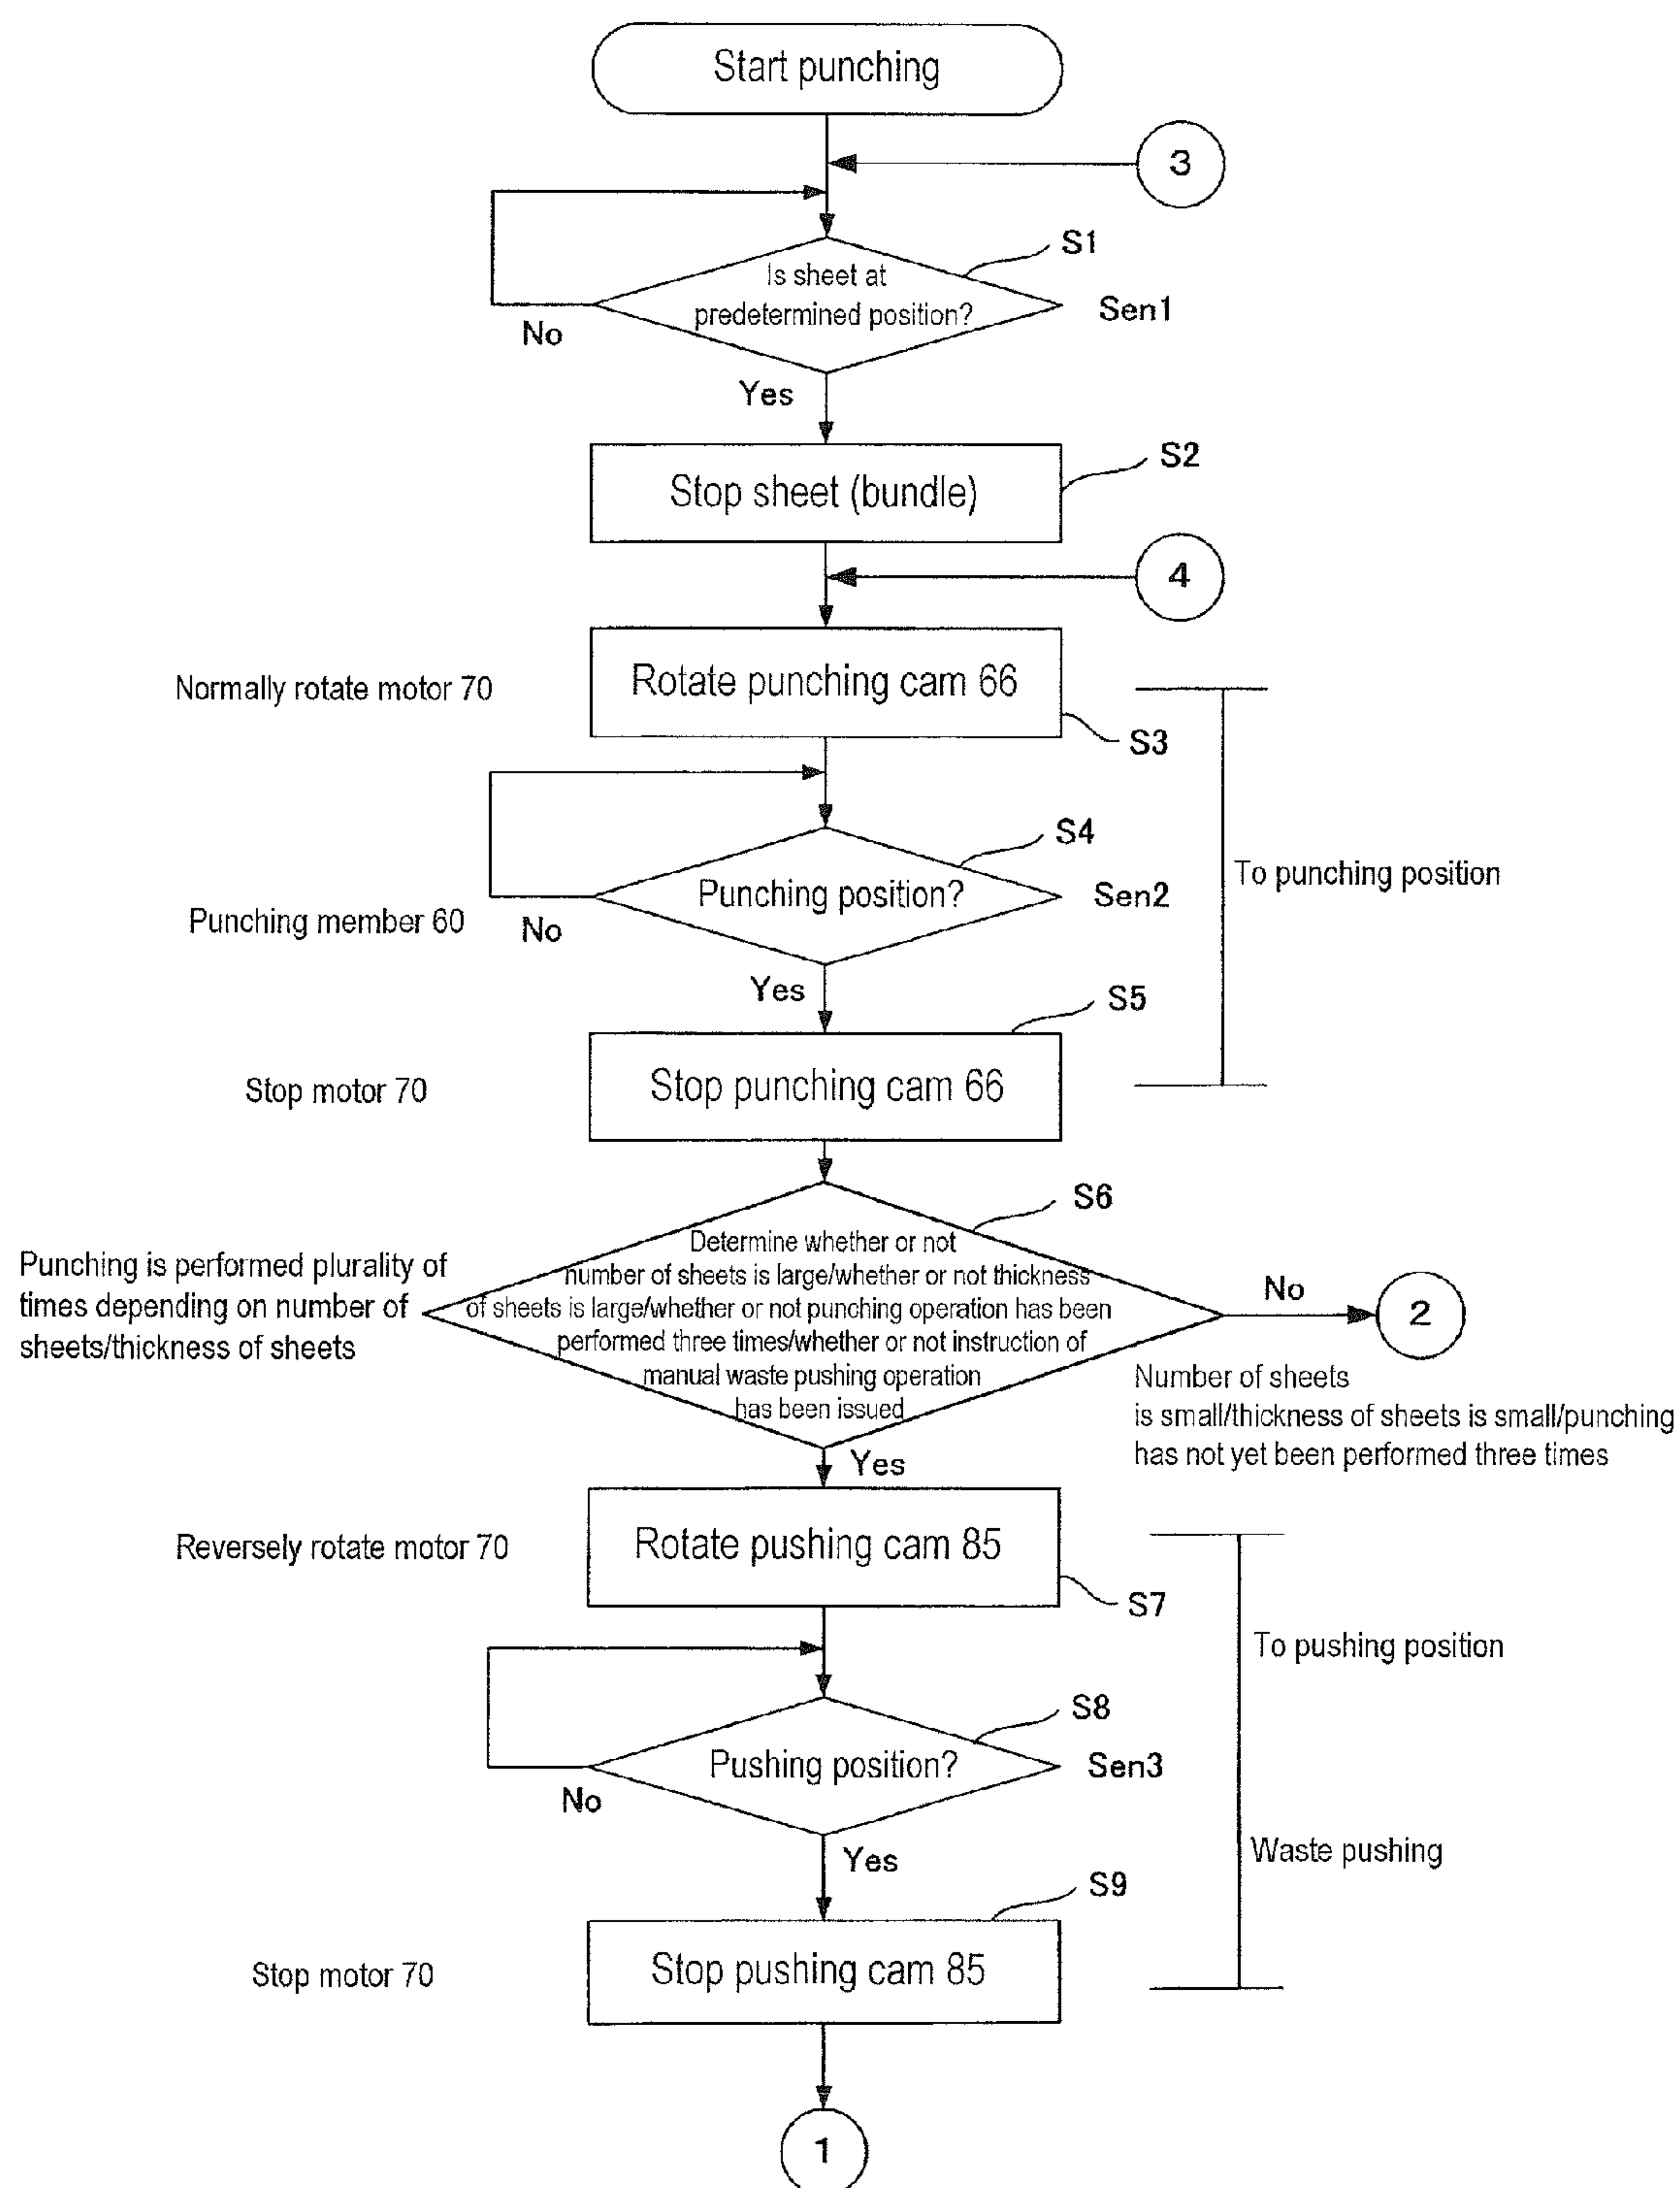 Start punching
3
S1
Is sheet at
predetermined position?
Sen1
No
Yes
S2
Stop sheet (bundle)
4
Normally rotate motor 70
Rotate punching cam 66
S3
S4
To punching position
Punching position?
Sen2
Punching member 60
No
Yes
S5
Stop motor 70
Stop punching cam 66
S6
Punching is performed plurality of
times depending on number of
sheets/thickness of sheets
Determine whether or not
number of sheets is large/whether or not thickness
of sheets is large/whether or not punching operation has been
performed three times/whether or not instruction of
manual waste pushing operation
has been issued
No
2
Number of sheets
is small/thickness of sheets is small/punching
has not yet been performed three times
Yes
Reversely rotate motor 70
Rotate pushing cam 85
S7
To pushing position
S8
Pushing position?
Sen3
No
Waste pushing
Yes
S9
Stop motor 70
Stop pushing cam 85
1